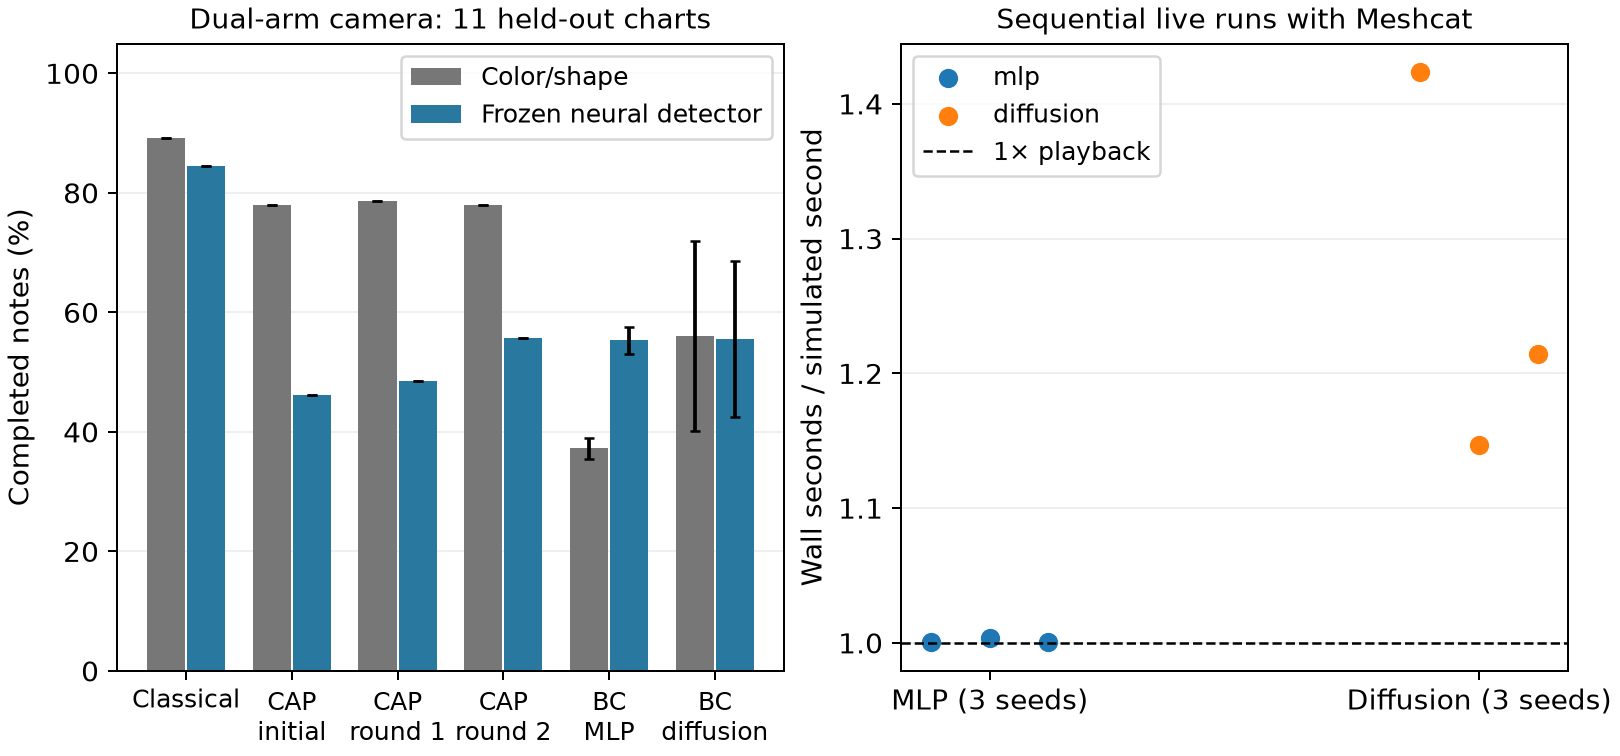 Dual-arm camera: 11 held-out charts
Completed notes (%)
100
80
60
40
20
0
Color/shape
Frozen neural detector
Classical
CAP
initial
CAP
round 1
CAP
round 2
BC
MLP
BC
diffusion
Sequential live runs with Meshcat
Wall seconds / simulated second
1.4
1.3
1.2
1.1
1.0
mlp
diffusion
1× playback
MLP (3 seeds)
Diffusion (3 seeds)